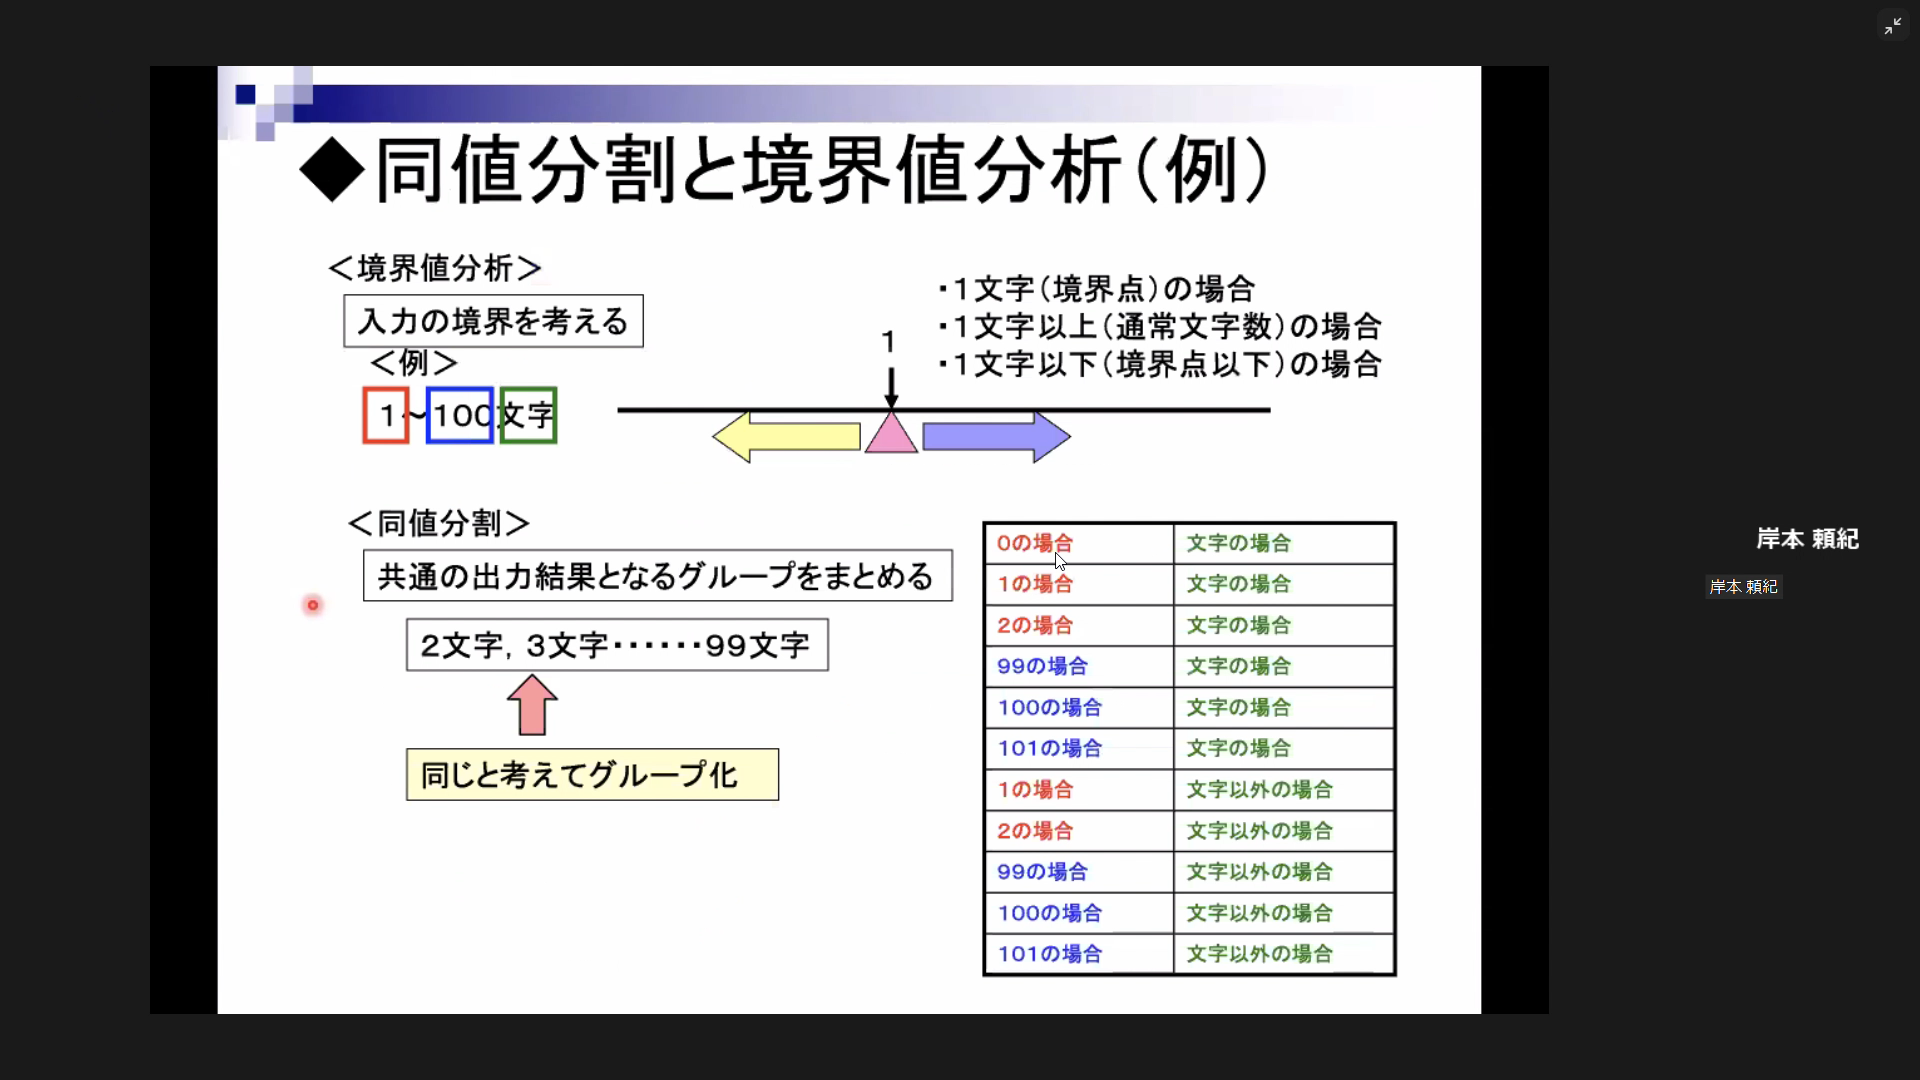 ◆同値分割と境界値分析（例）
＜境界値分析＞
入力の境界を考える
＜例＞
１～１００文字
１
・１文字（境界点）の場合
・１文字以上（通常文字数）の場合
・１文字以下（境界点以下）の場合
＜同値分割＞
共通の出力結果となるグループをまとめる
２文字，３文字・・・・・・９９文字
同じと考えてグループ化
０の場合 文字の場合
１の場合 文字の場合
２の場合 文字の場合
９９の場合 文字の場合
１００の場合 文字の場合
１０１の場合 文字の場合
１の場合 文字以外の場合
２の場合 文字以外の場合
９９の場合 文字以外の場合
１００の場合 文字以外の場合
１０１の場合 文字以外の場合
岸本 頼紀
岸本 頼紀